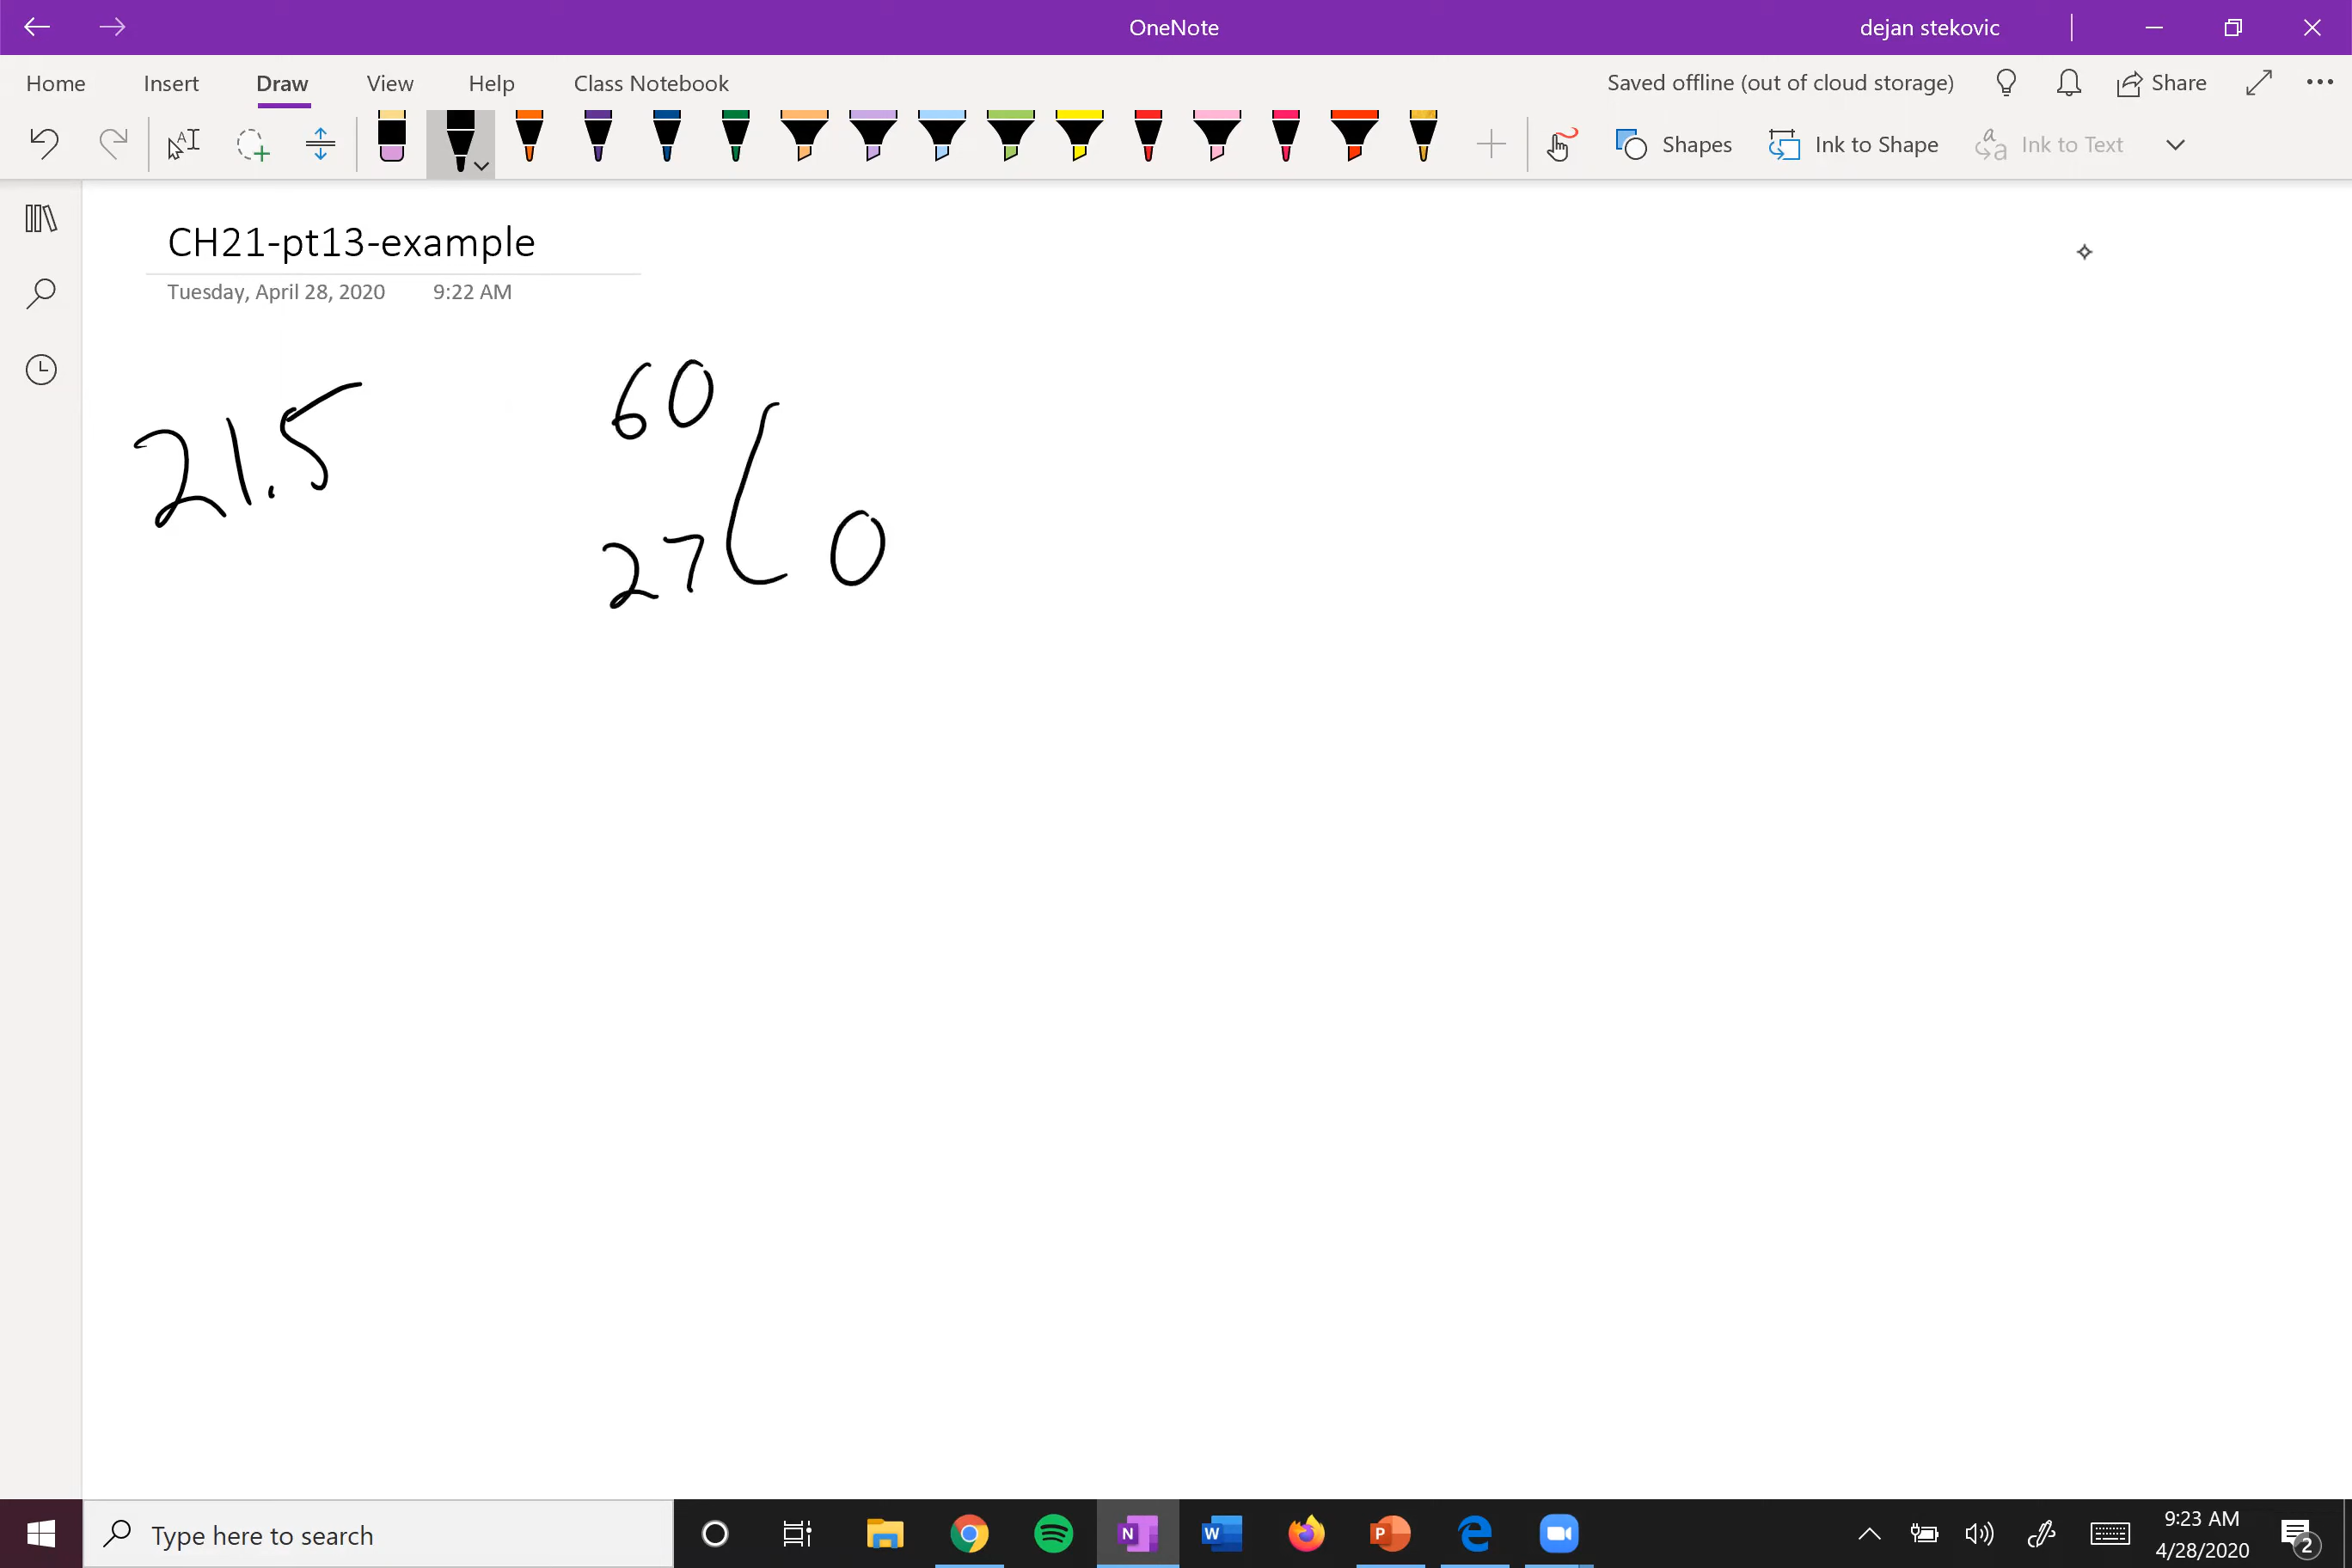 OneNote
dejan stekovic
Home Insert Draw View Help Class Notebook
Saved offline (out of cloud storage)
Share
Shapes Ink to Shape Ink to Text
CH21-pt13-example
Tuesday, April 28, 2020 9:22 AM
21.5
60
27
C 0
Type here to search
9:23 AM
4/28/2020
2